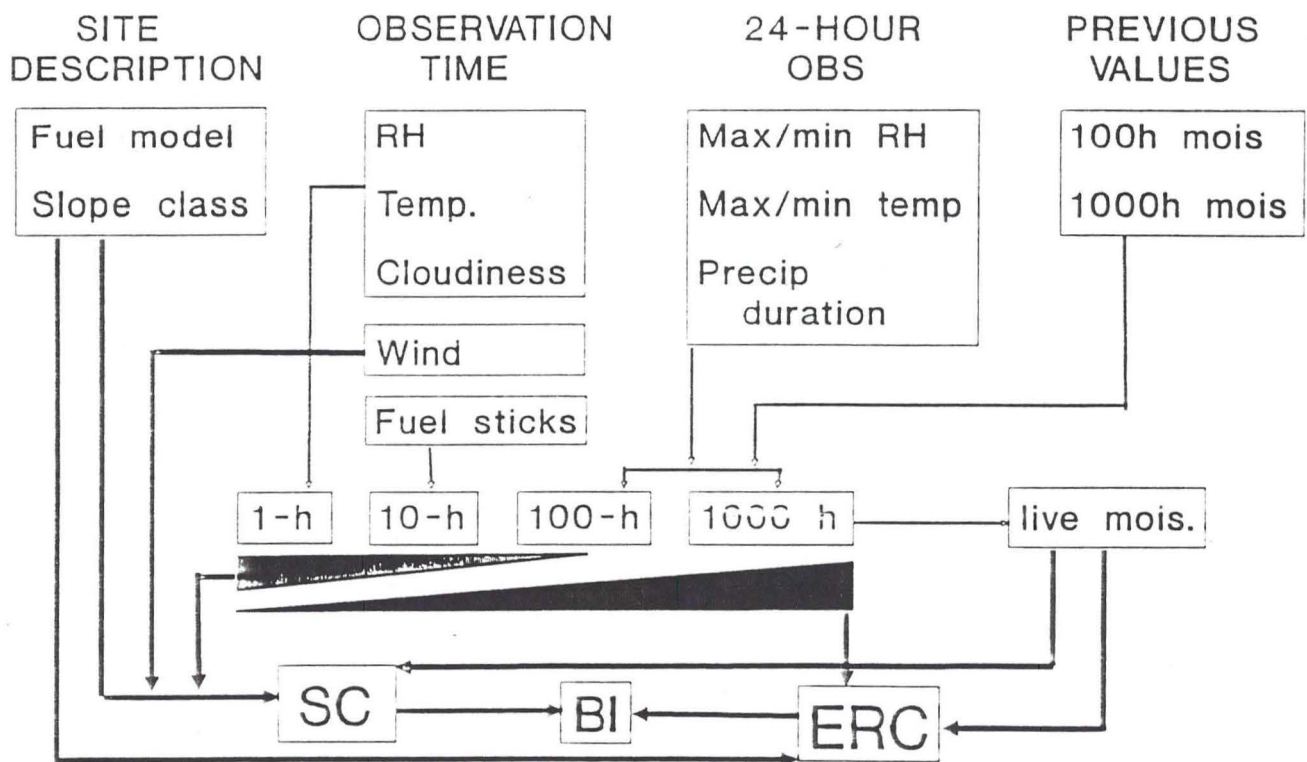 SITE
DESCRIPTION
OBSERVATION
TIME
24-HOUR
OBS
PREVIOUS
VALUES
Fuel model
Slope class
RH
Temp.
Cloudiness
Wind
Fuel sticks
Max/min RH
Max/min temp
Precip
duration
100h mois
1000h mois
1-h
10-h
100-h
1000 h
live mois.
SC
BI
ERC